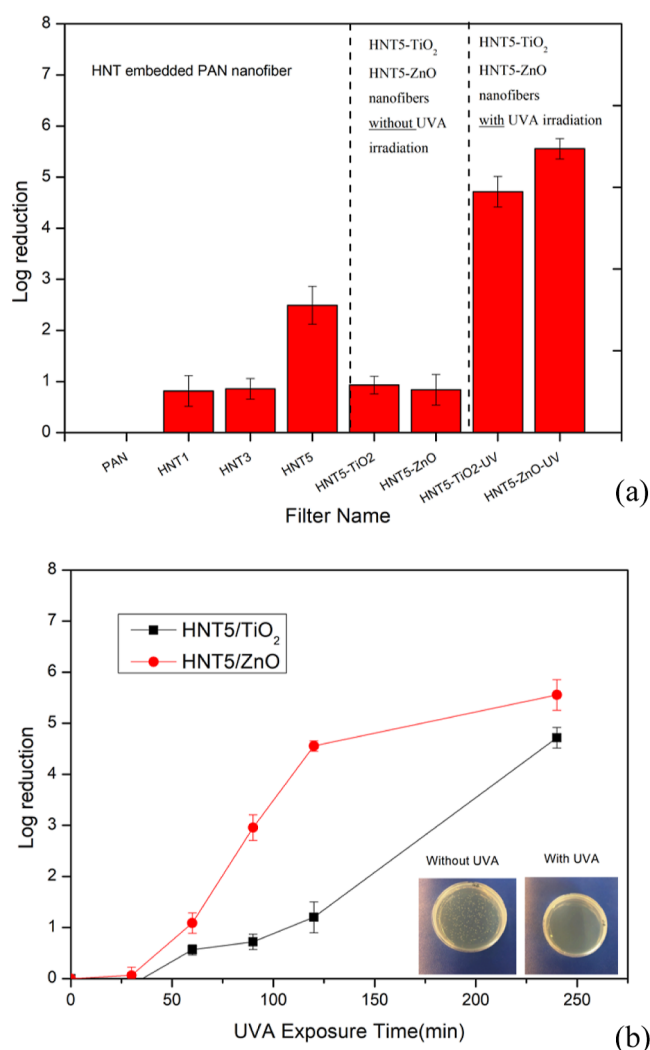 8
7
6
5
4
3
2
1
0
Log reduction
HNT embedded PAN nanofiber
HNT5-TiO₂
HNT5-ZnO
nanofibers
without UVA
irradiation
HNT5-TiO₂
HNT5-ZnO
nanofibers
with UVA irradiation
PAN
HNT1
HNT3
HNT5
HNT5-TiO2
HNT5-ZnO
HNT5-TiO2-UV
HNT5-ZnO-UV
Filter Name
(a)
8
7
6
5
4
3
2
1
0
Log reduction
HNT5/TiO₂
HNT5/ZnO
Without UVA
With UVA
0 50 100 150 200 250
UVA Exposure Time(min)
(b)